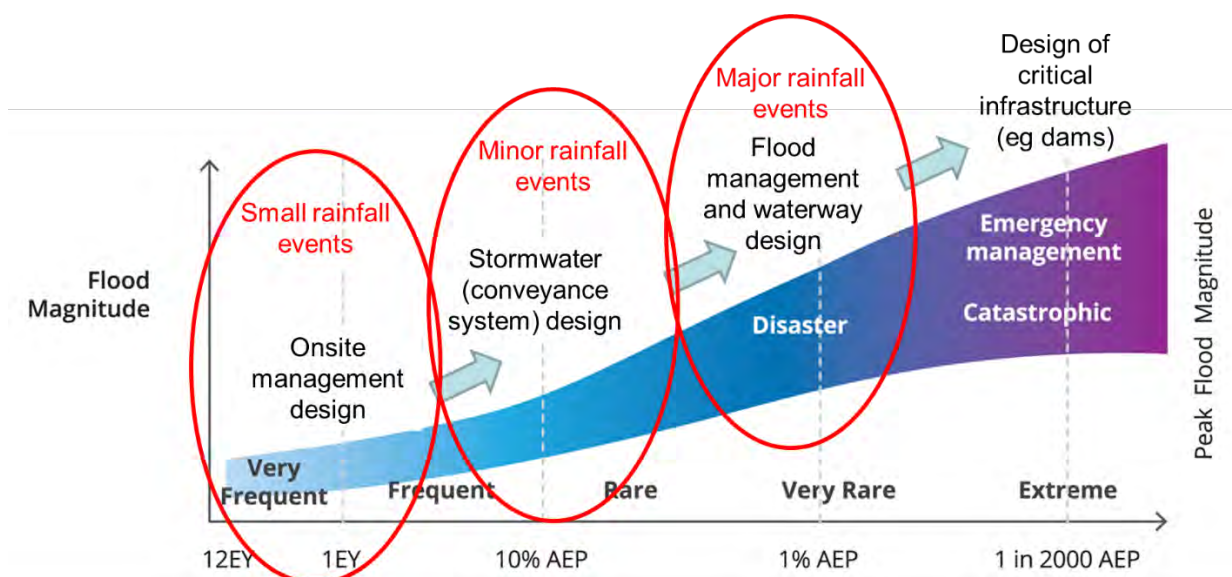 Design of
critical
infrastructure
(eg dams)
Major rainfall
events
Flood
management
and waterway
design
Minor rainfall
events
Stormwater
(conveyance
system) design
Small rainfall
events
Onsite
management
design
Flood
Magnitude
Emergency
management
Catastrophic
Disaster
Peak Flood Magnitude
Very
Frequent
Frequent
Rare
Very Rare
Extreme
12EY
1EY
10% AEP
1% AEP
1 in 2000 AEP